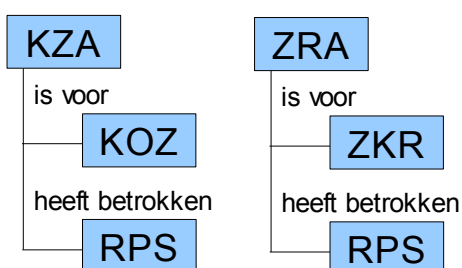 KZA
is voor
KOZ
heeft betrokken
RPS
ZRA
is voor
ZKR
heeft betrokken
RPS